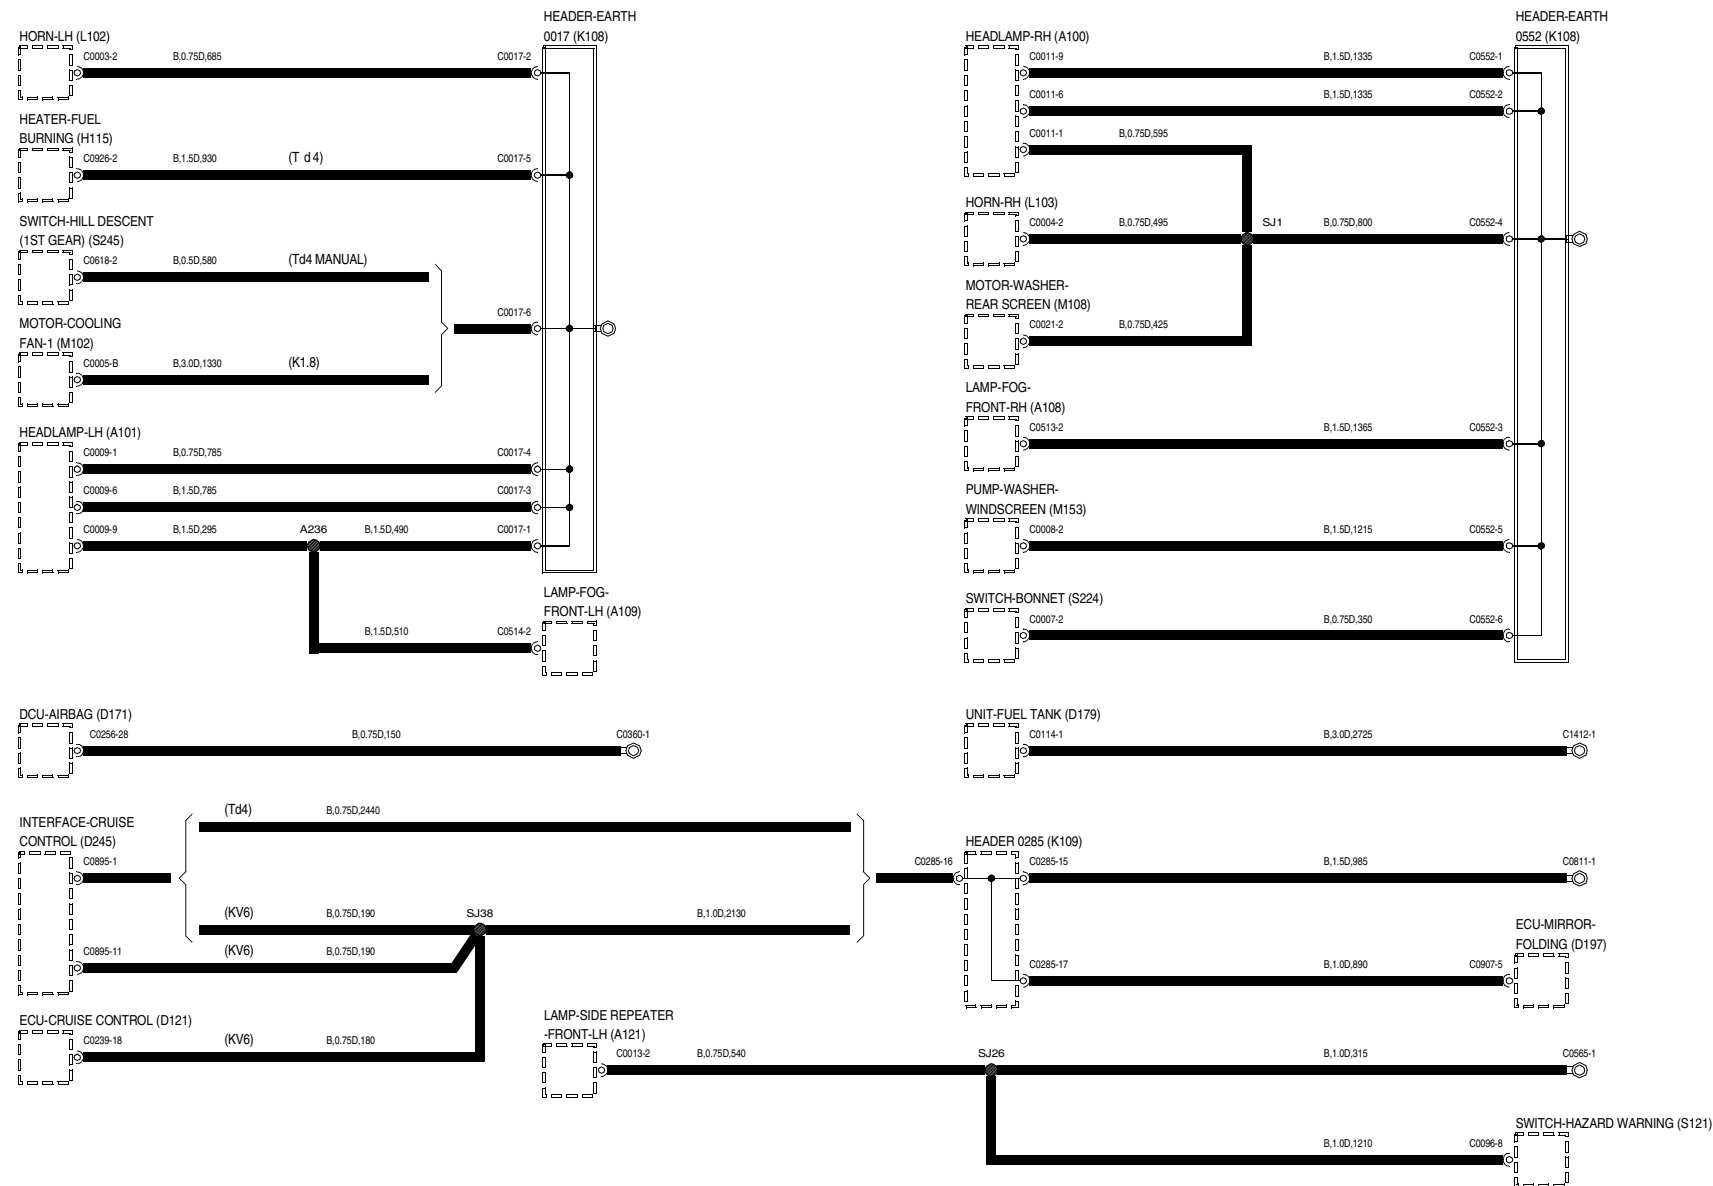 HORN-LH (L102)
C0003-2
B,0.75D,685
C0017-2
HEADER-EARTH
0017 (K108)
HEATER-FUEL
BURNING (H115)
C0926-2
B,1.5D,930
(T d 4)
C0017-5
SWITCH-HILL DESCENT
(1ST GEAR) (S245)
C0618-2
B,0.5D,580
(Td4 MANUAL)
C0017-6
MOTOR-COOLING
FAN-1 (M102)
C0005-B
B,3.0D,1330
(K1.8)
HEADLAMP-LH (A101)
C0009-1
B,0.75D,785
C0017-4
C0009-6
B,1.5D,785
C0017-3
C0009-9
B,1.5D,295
A236
B,1.5D,490
C0017-1
LAMP-FOG-
FRONT-LH (A109)
B,1.5D,510
C0514-2
HEADLAMP-RH (A100)
C0011-9
B,1.5D,1335
C0552-1
HEADER-EARTH
0552 (K108)
C0011-6
B,1.5D,1335
C0552-2
C0011-1
B,0.75D,595
HORN-RH (L103)
C0004-2
B,0.75D,495
SJ1
B,0.75D,800
C0552-4
MOTOR-WASHER-
REAR SCREEN (M108)
C0021-2
B,0.75D,425
LAMP-FOG-
FRONT-RH (A108)
C0513-2
B,1.5D,1365
C0552-3
PUMP-WASHER-
WINDSCREEN (M153)
C0008-2
B,1.5D,1215
C0552-5
SWITCH-BONNET (S224)
C0007-2
B,0.75D,350
C0552-6
DCU-AIRBAG (D171)
C0256-28
B,0.75D,150
C0360-1
UNIT-FUEL TANK (D179)
C0114-1
B,3.0D,2725
C1412-1
INTERFACE-CRUISE
CONTROL (D245)
C0895-1
(Td4)
B,0.75D,2440
(KV6)
B,0.75D,190
SJ38
B,1.0D,2130
C0895-11
(KV6)
B,0.75D,190
ECU-CRUISE CONTROL (D121)
C0239-18
(KV6)
B,0.75D,180
C0285-16
HEADER 0285 (K109)
C0285-15
B,1.5D,985
C0811-1
C0285-17
B,1.0D,890
C0907-5
ECU-MIRROR-
FOLDING (D197)
LAMP-SIDE REPEATER
-FRONT-LH (A121)
C0013-2
B,0.75D,540
SJ26
B,1.0D,315
C0565-1
B,1.0D,1210
C0096-8
SWITCH-HAZARD WARNING (S121)